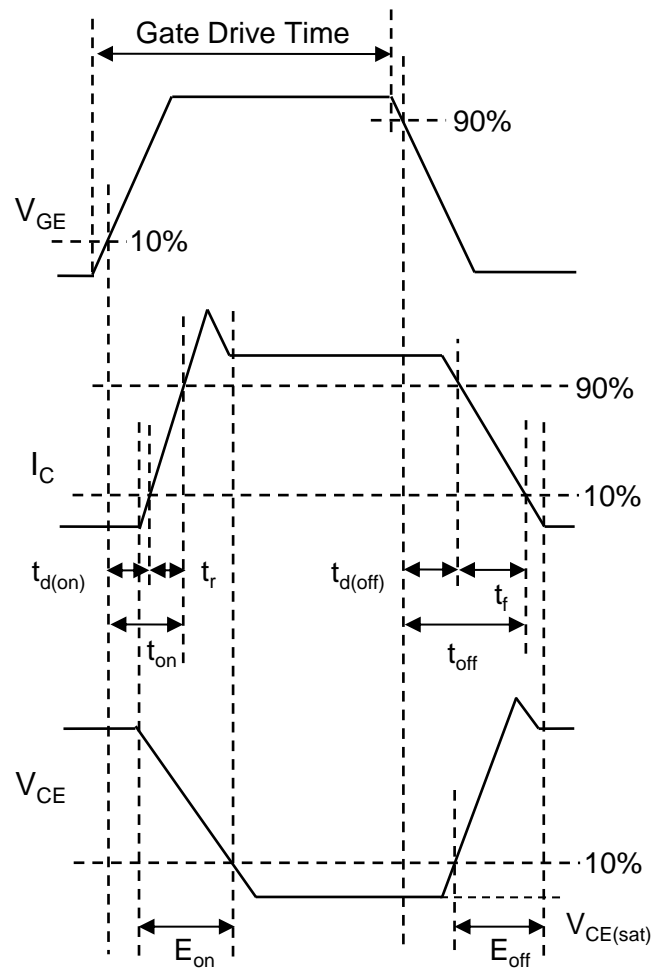 Gate Drive Time
90%
V_GE
10%
90%
I_C
10%
t_d(on)
t_r
t_d(off)
t_f
t_on
t_off
V_CE
10%
V_CE(sat)
E_on
E_off